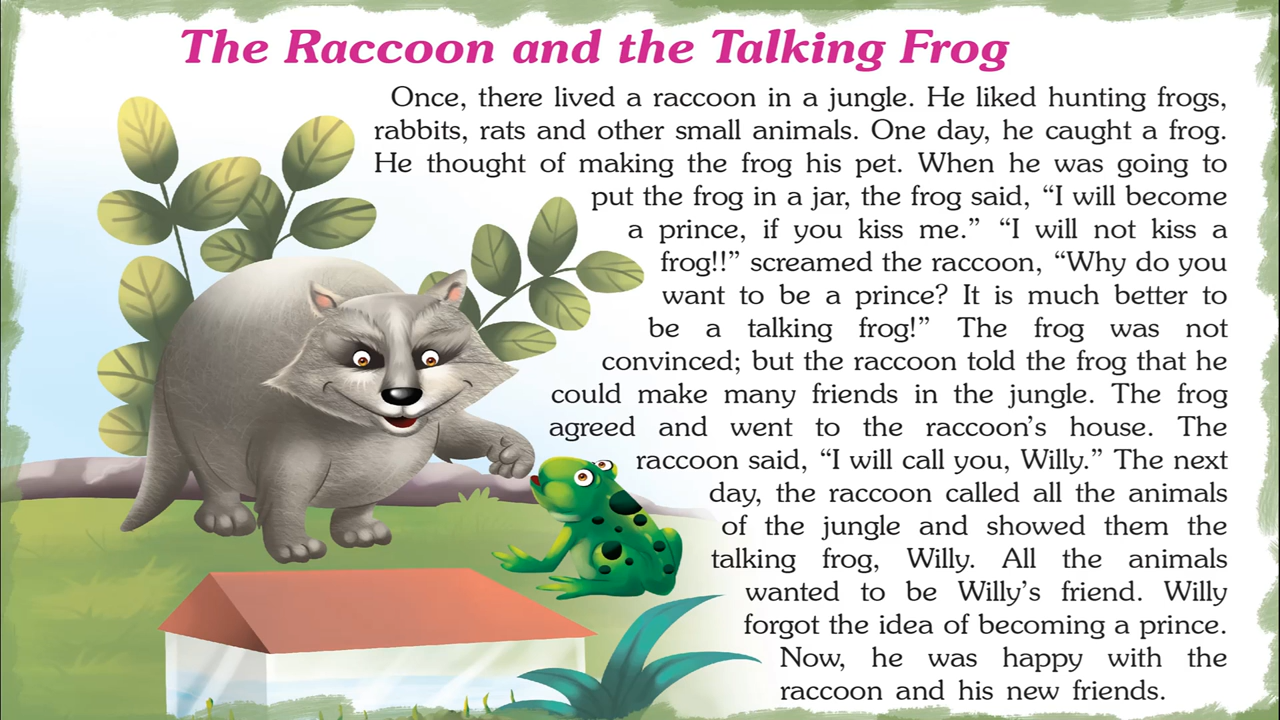 The Raccoon and the Talking Frog
Once, there lived a raccoon in a jungle. He liked hunting frogs,
rabbits, rats and other small animals. One day, he caught a frog.
He thought of making the frog his pet. When he was going to
put the frog in a jar, the frog said, “I will become
a prince, if you kiss me.” “I will not kiss a
frog!!” screamed the raccoon, “Why do you
want to be a prince? It is much better to
be a talking frog!” The frog was not
convinced; but the raccoon told the frog that he
could make many friends in the jungle. The frog
agreed and went to the raccoon’s house. The
raccoon said, “I will call you, Willy.” The next
day, the raccoon called all the animals
of the jungle and showed them the
talking frog, Willy. All the animals
wanted to be Willy’s friend. Willy
forgot the idea of becoming a prince.
Now, he was happy with the
raccoon and his new friends.